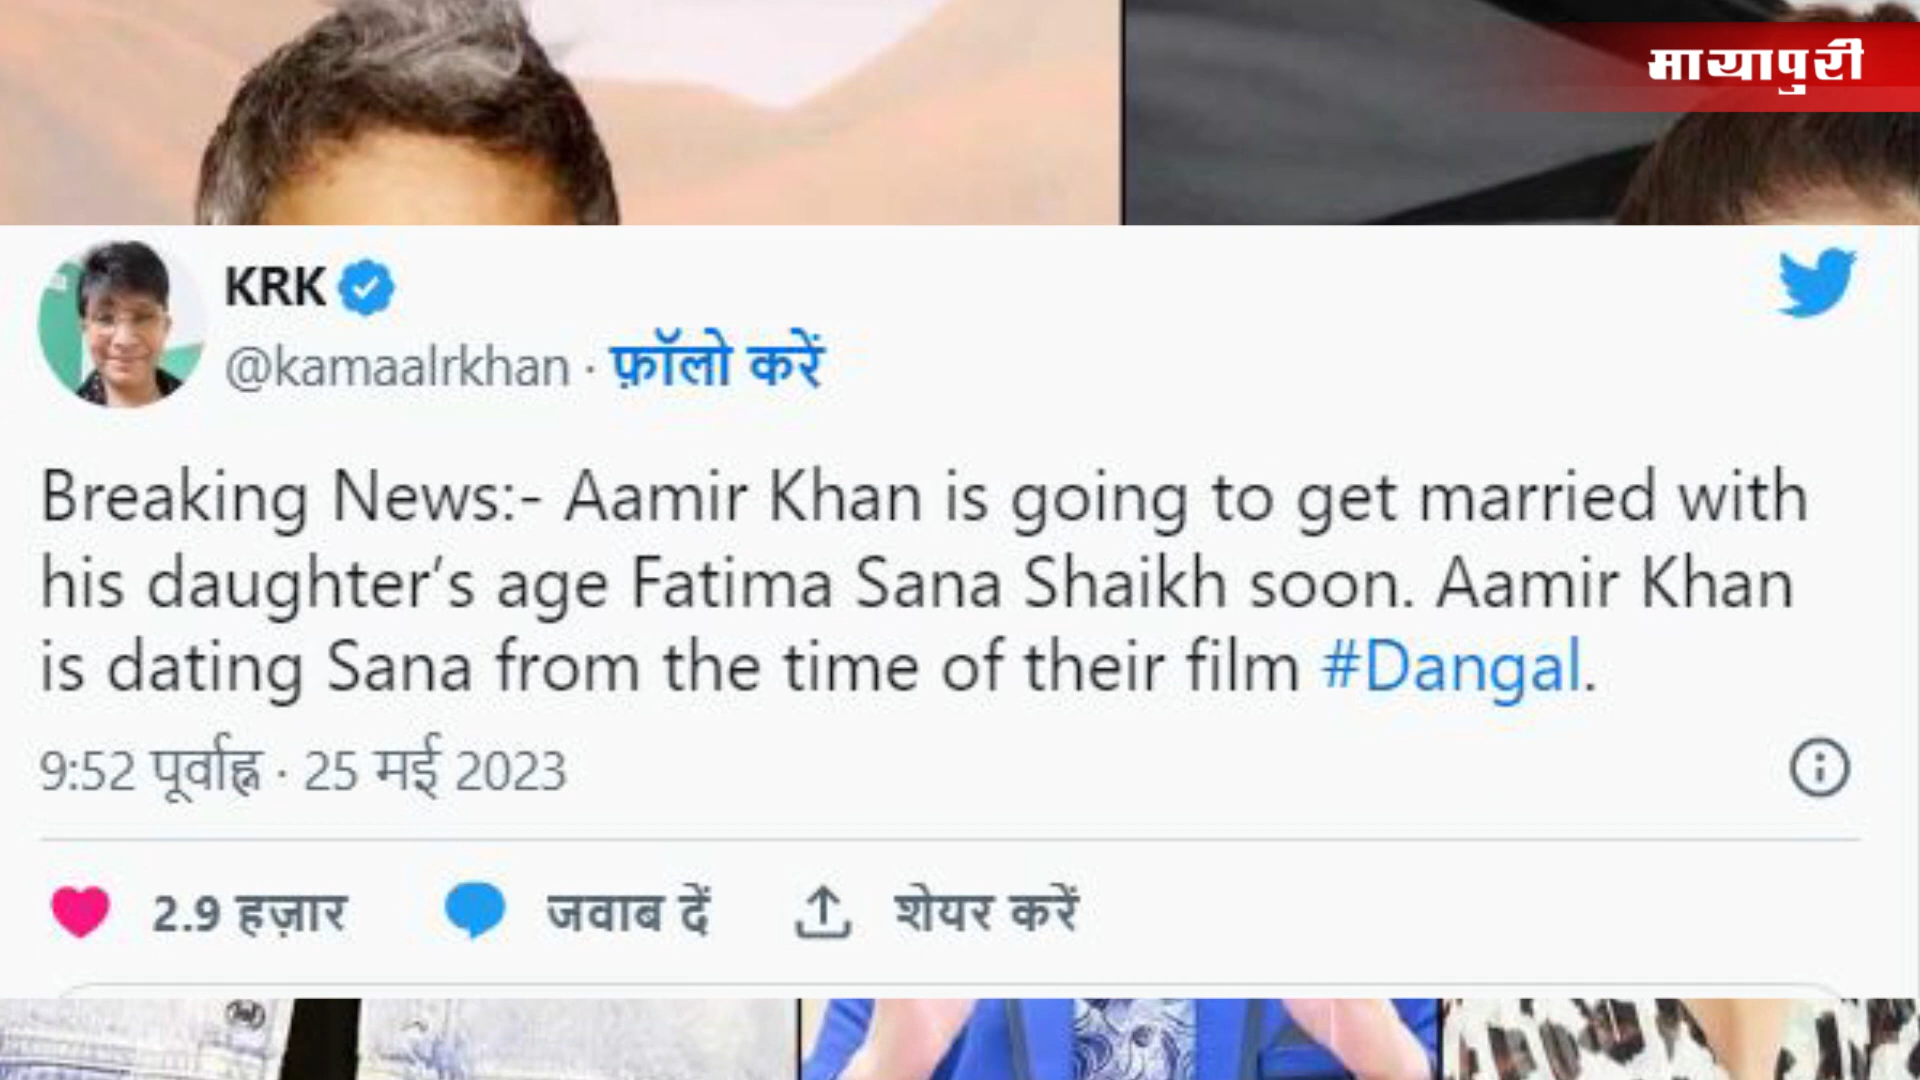 मायापुरी
KRK
@kamaalrkhan · फ़ॉलो करें
Breaking News:- Aamir Khan is going to get married with
his daughter’s age Fatima Sana Shaikh soon. Aamir Khan
is dating Sana from the time of their film #Dangal.
9:52 पूर्वाह्न · 25 मई 2023
2.9 हज़ार जवाब दें शेयर करें